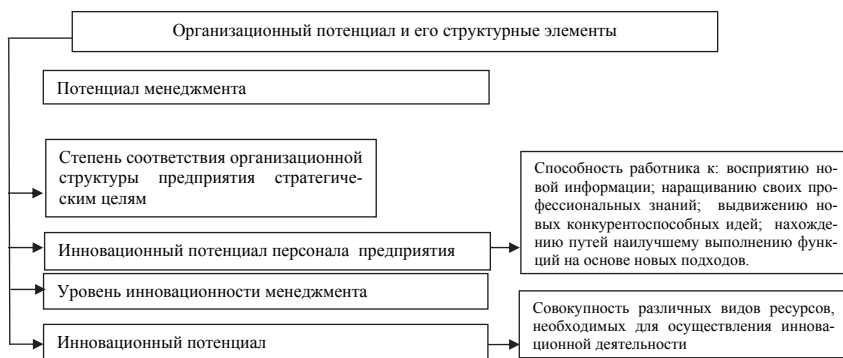 Организационный потенциал и его структурные элементы
Потенциал менеджмента
Степень соответствия организационной
структуры предприятия стратегиче-
ским целям
Инновационный потенциал персонала предприятия
Уровень инновационности менеджмента
Инновационный потенциал
Способность работника к: восприятию но-
вой информации; наращиванию своих про-
фессиональных знаний; выдвижению но-
вых конкурентоспособных идей; нахожде-
нию путей наилучшему выполнению функ-
ций на основе новых подходов.
Совокупность различных видов ресурсов,
необходимых для осуществления иннова-
ционной деятельности